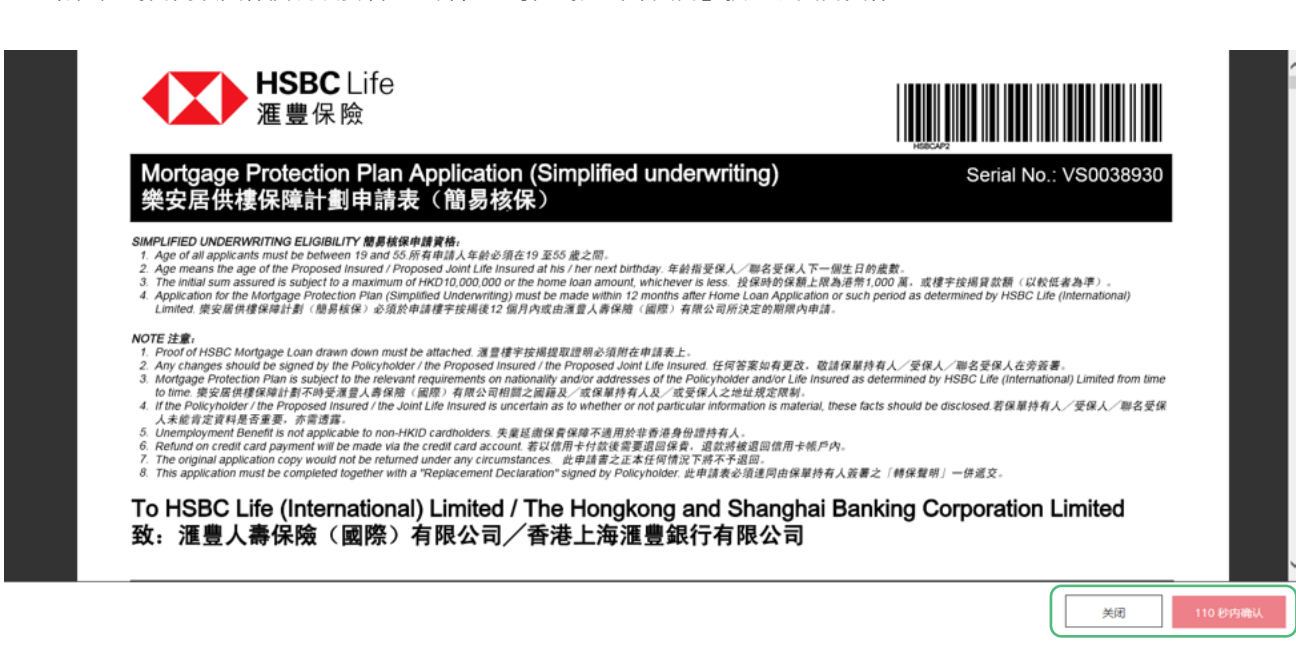 HSBC Life
滙豐保險
HSBCAP2
Mortgage Protection Plan Application (Simplified underwriting)
Serial No.: VS0038930
樂安居供樓保障計劃申請表（簡易核保）
SIMPLIFIED UNDERWRITING ELIGIBILITY 簡易核保申請資格：
1. Age of all applicants must be between 19 and 55.所有申請人年齡必須在19 至55 歲之間。
2. Age means the age of the Proposed Insured / Proposed Joint Life Insured at his / her next birthday. 年齡指受保人／聯名受保人下一個生日的歲數。
3. The initial sum assured is subject to a maximum of HKD10,000,000 or the home loan amount, whichever is less. 投保時的保額上限為港幣1,000 萬，或樓宇按揭貸款額（以較低者為準）。
4. Application for the Mortgage Protection Plan (Simplified Underwriting) must be made within 12 months after Home Loan Application or such period as determined by HSBC Life (International)
Limited. 樂安居供樓保障計劃（簡易核保）必須於申請樓宇按揭後12 個月內或由滙豐人壽保險（國際）有限公司所決定的期限內申請。
NOTE 注意：
1. Proof of HSBC Mortgage Loan drawn down must be attached. 滙豐樓宇按揭提取證明必須附在申請表上。
2. Any changes should be signed by the Policyholder / the Proposed Insured / the Proposed Joint Life Insured. 任何答案如有更改，敬請保單持有人／受保人／聯名受保人在旁簽署。
3. Mortgage Protection Plan is subject to the relevant requirements on nationality and/or addresses of the Policyholder and/or Life Insured as determined by HSBC Life (International) Limited from time
to time. 樂安居供樓保障計劃不時受滙豐人壽保險（國際）有限公司相關之國籍及／或保單持有人及／或受保人之地址規定限制。
4. If the Policyholder / the Proposed Insured / the Joint Life Insured is uncertain as to whether or not particular information is material, these facts should be disclosed.若保單持有人／受保人／聯名受保
人未能肯定資料是否重要，亦需透露。
5. Unemployment Benefit is not applicable to non-HKID cardholders. 失業延繳保費保障不適用於非香港身份證持有人。
6. Refund on credit card payment will be made via the credit card account. 若以信用卡付款後需要退回保費，退款將被退回信用卡帳戶內。
7. The original application copy would not be returned under any circumstances. 此申請書之正本任何情況下將不予退回。
8. This application must be completed together with a "Replacement Declaration" signed by Policyholder. 此申請表必須連同由保單持有人簽署之「轉保聲明」一併遞交。
To HSBC Life (International) Limited / The Hongkong and Shanghai Banking Corporation Limited
致：滙豐人壽保險（國際）有限公司／香港上海滙豐銀行有限公司
关闭
110 秒内确认